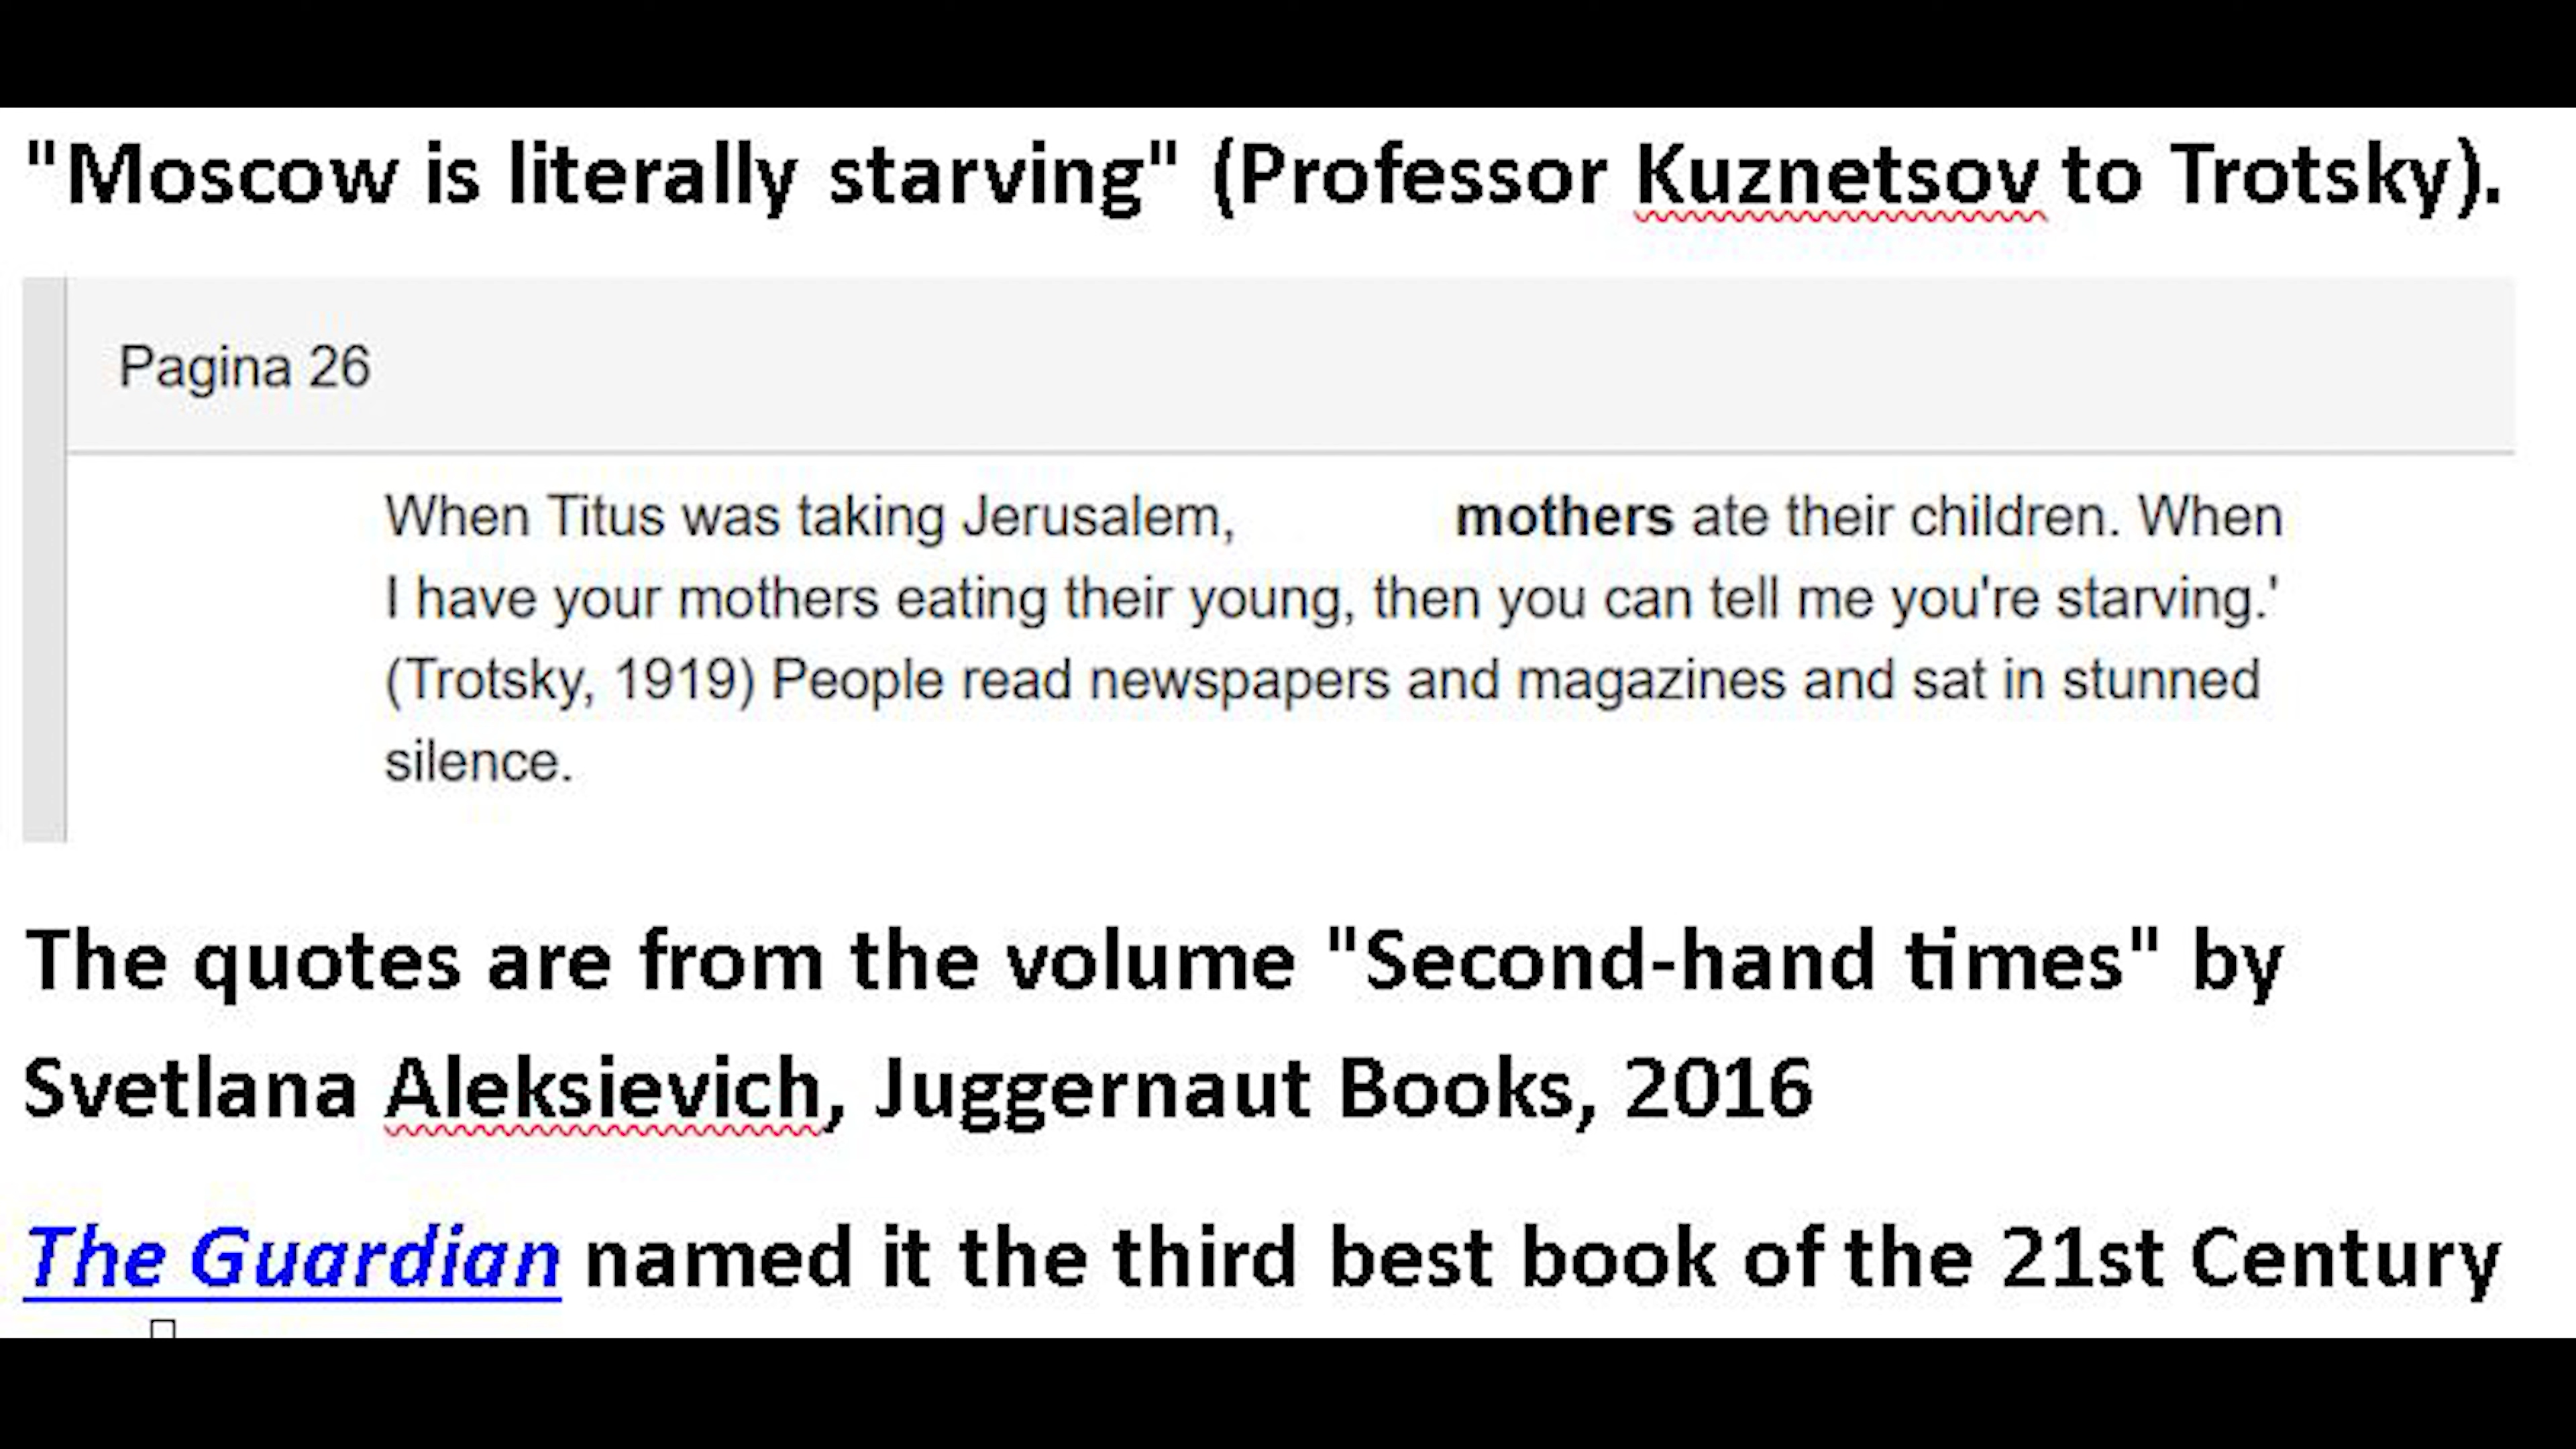 "Moscow is literally starving" (Professor Kuznetsov to Trotsky).
Pagina 26
When Titus was taking Jerusalem, mothers ate their children. When
I have your mothers eating their young, then you can tell me you're starving.'
(Trotsky, 1919) People read newspapers and magazines and sat in stunned
silence.
The quotes are from the volume "Second-hand times" by
Svetlana Aleksievich, Juggernaut Books, 2016
The Guardian named it the third best book of the 21st Century